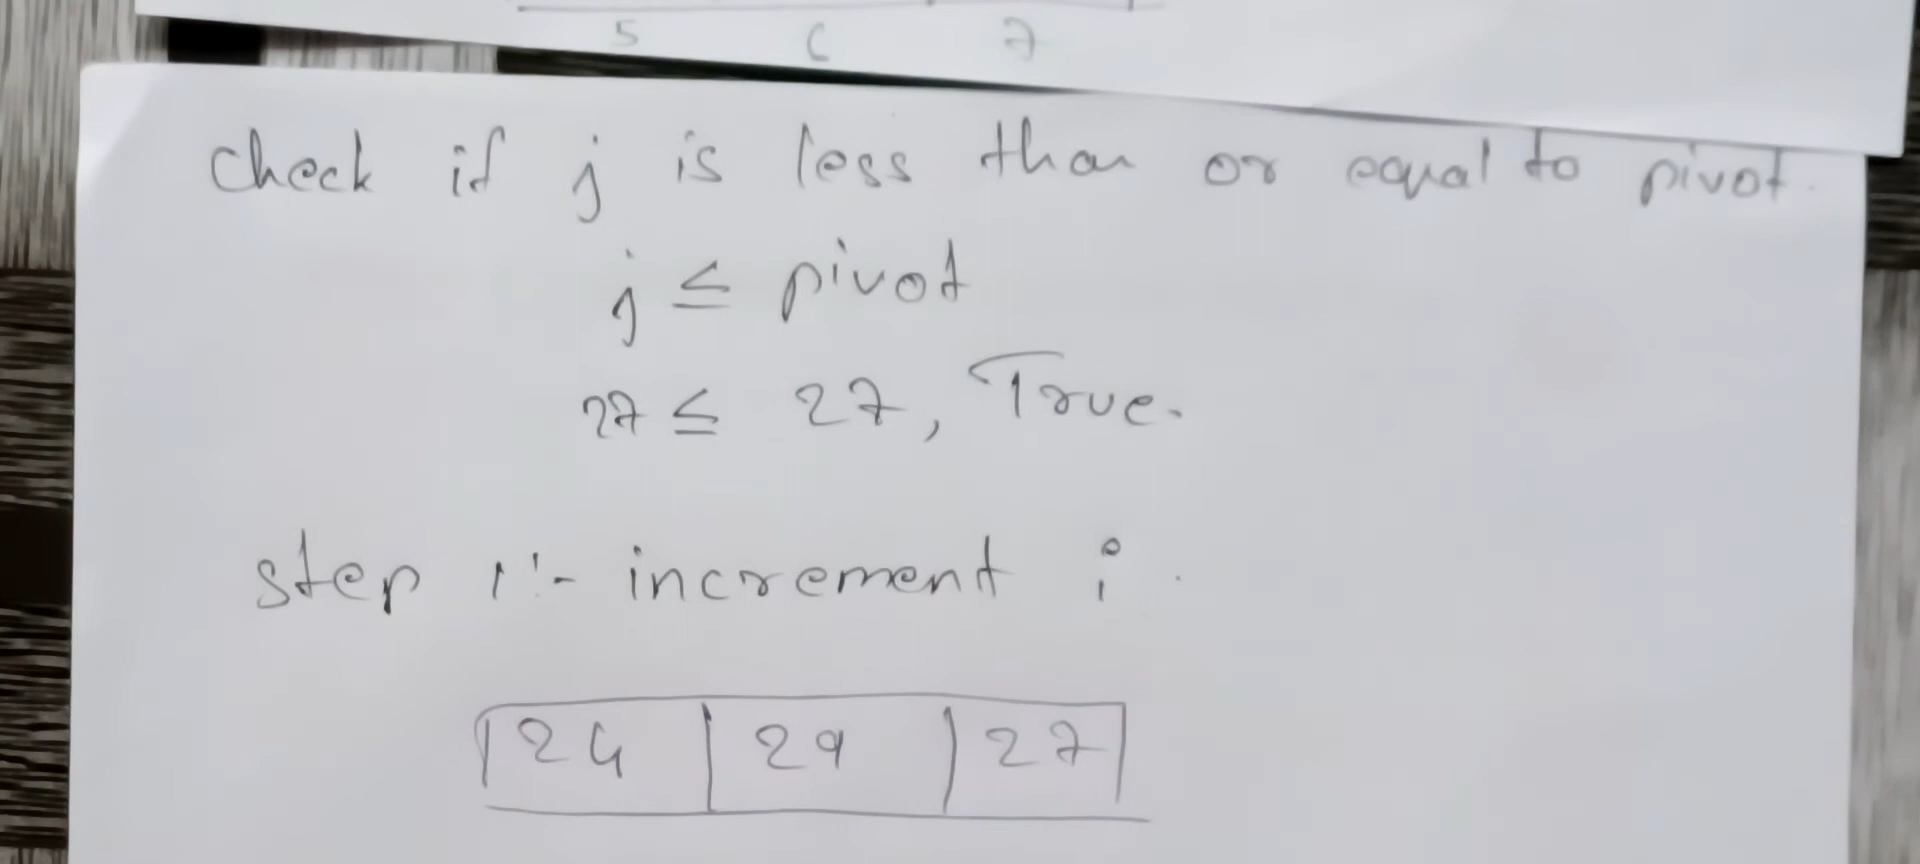 5 6 7
check if j is less than or equal to pivot.
j ≤ pivot
27 ≤ 27, True.
step 1:- increment i.
24 29 27